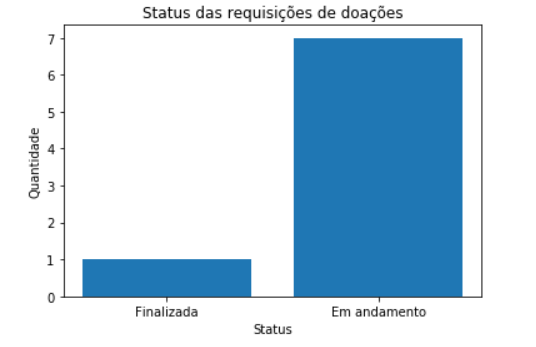 Status das requisições de doações
7
6
5
4
3
2
1
0
Quantidade
Finalizada
Em andamento
Status